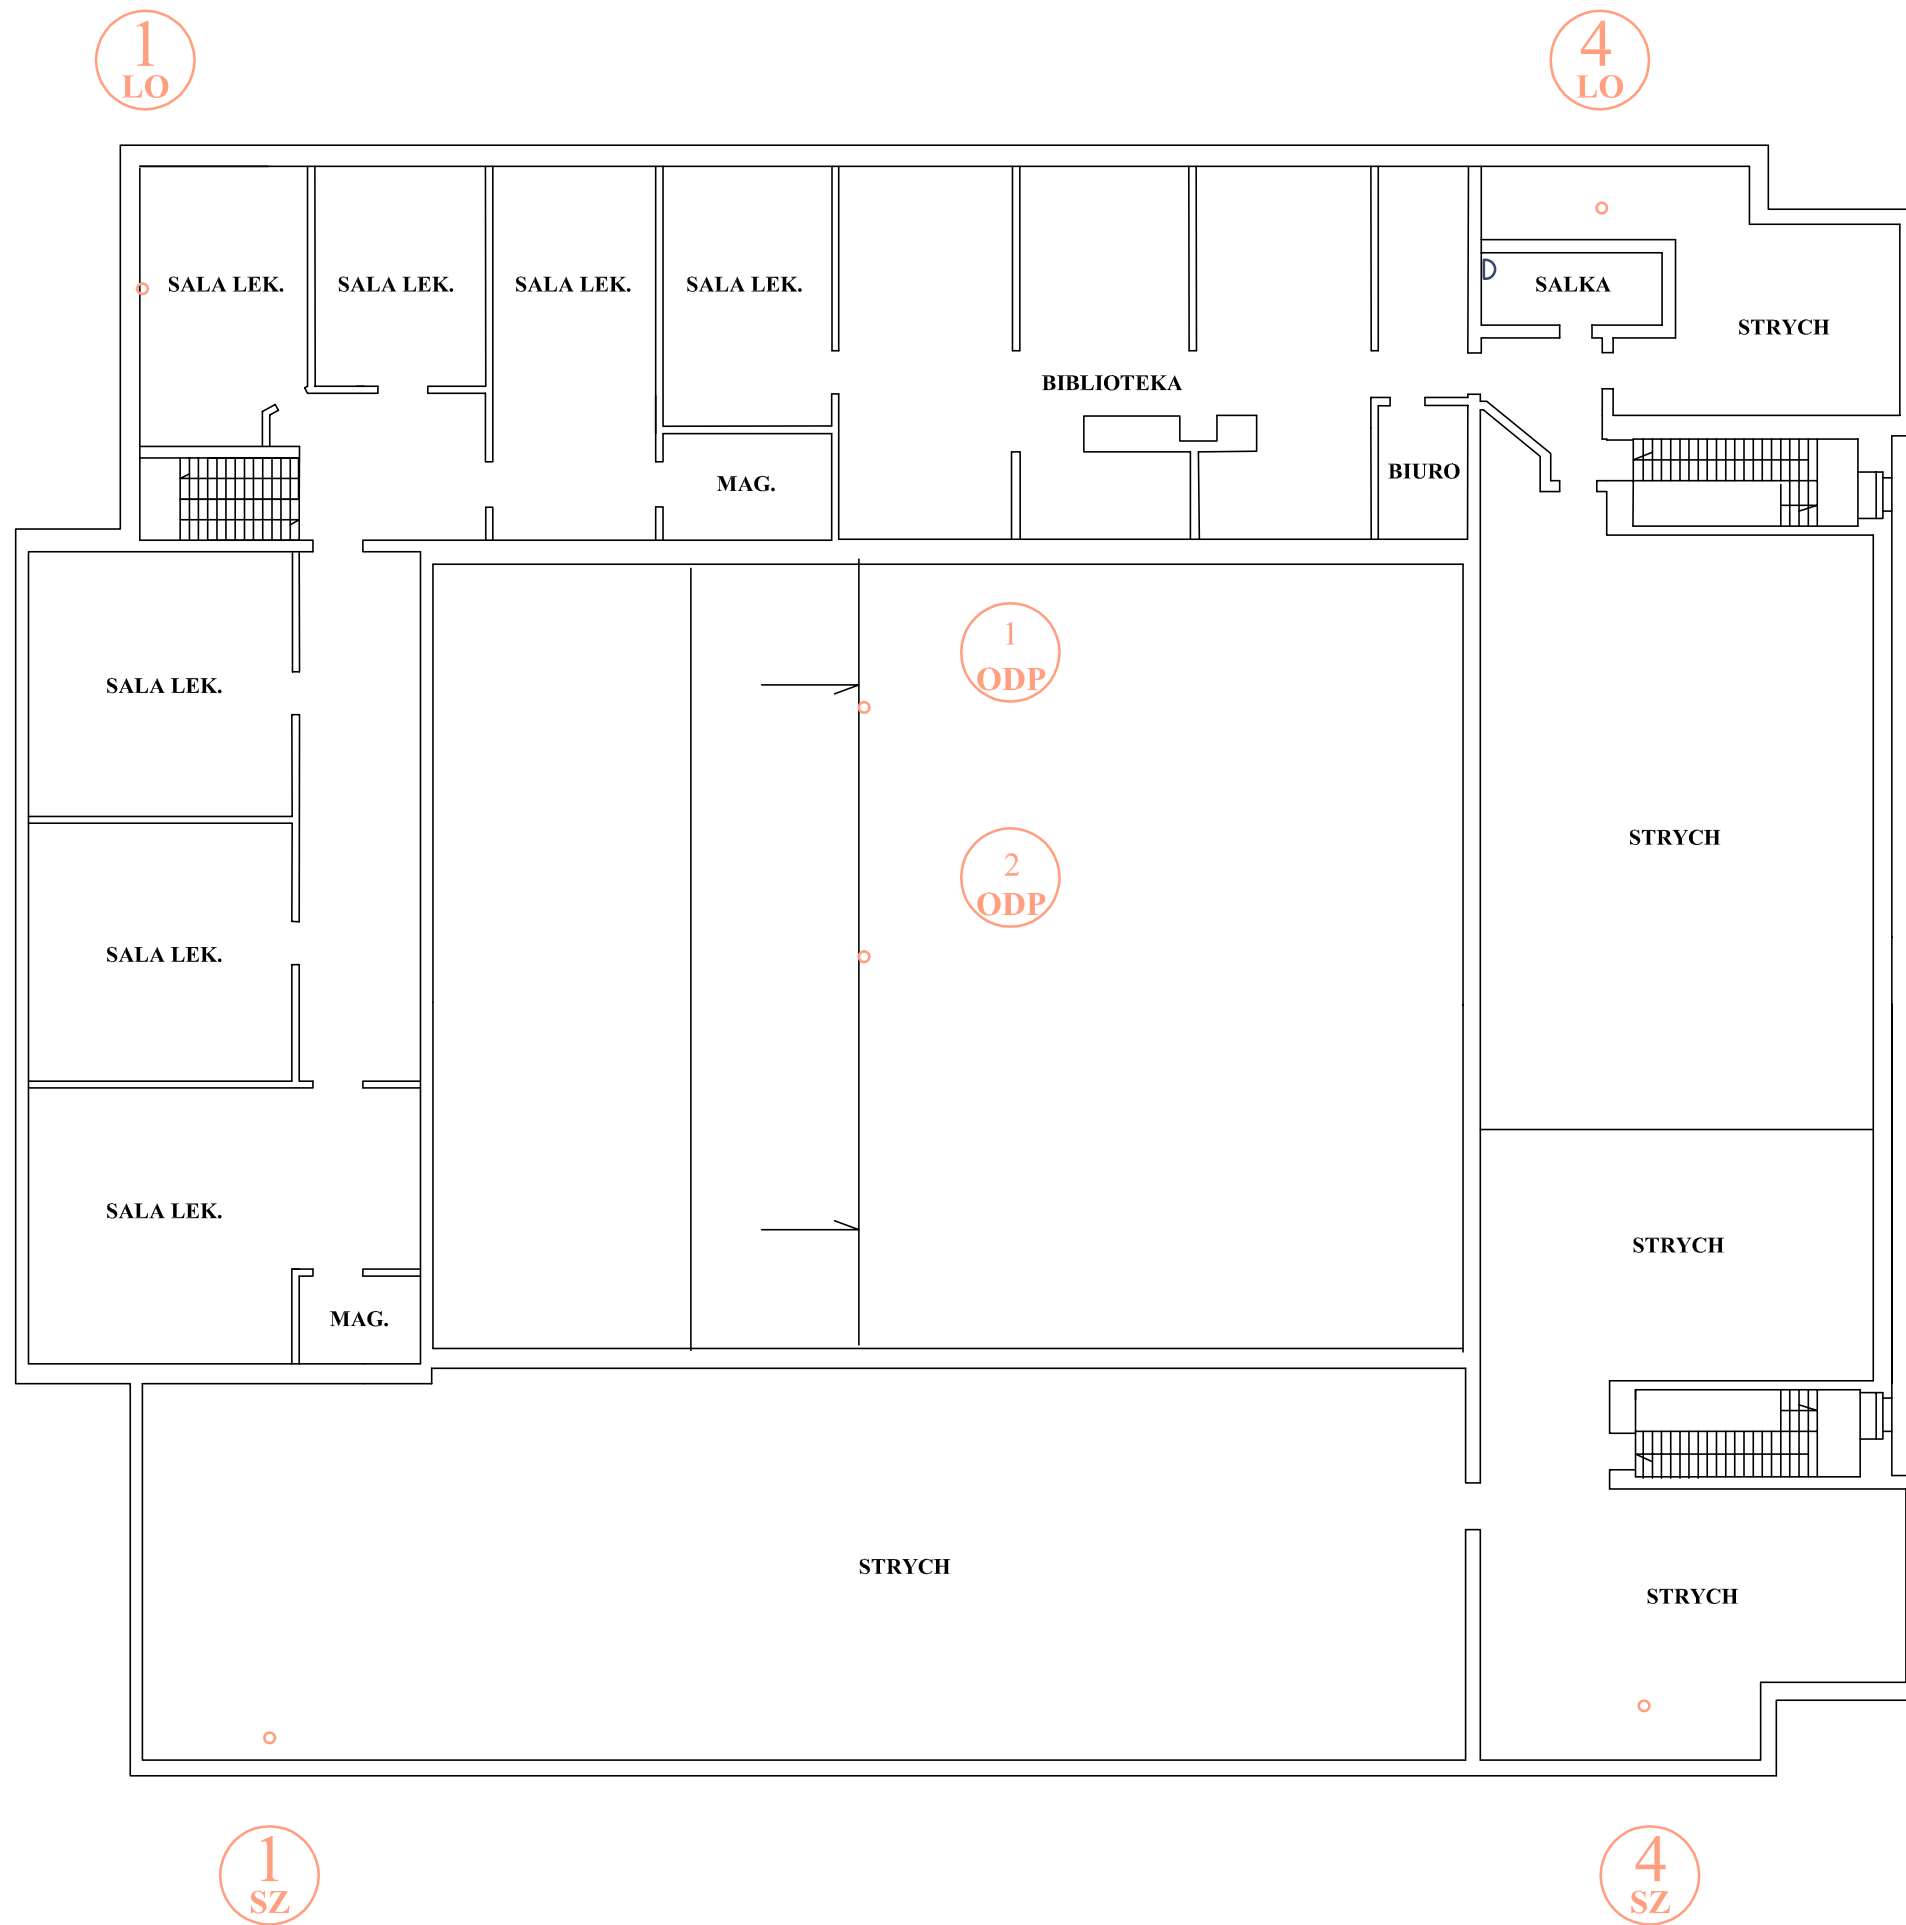 1
LO
4
LO
SALA LEK.
SALA LEK.
SALA LEK.
SALA LEK.
SALKA
STRYCH
BIBLIOTEKA
MAG.
BIURO
1
ODP
SALA LEK.
STRYCH
2
ODP
SALA LEK.
SALA LEK.
STRYCH
MAG.
STRYCH
STRYCH
1
SZ
4
SZ